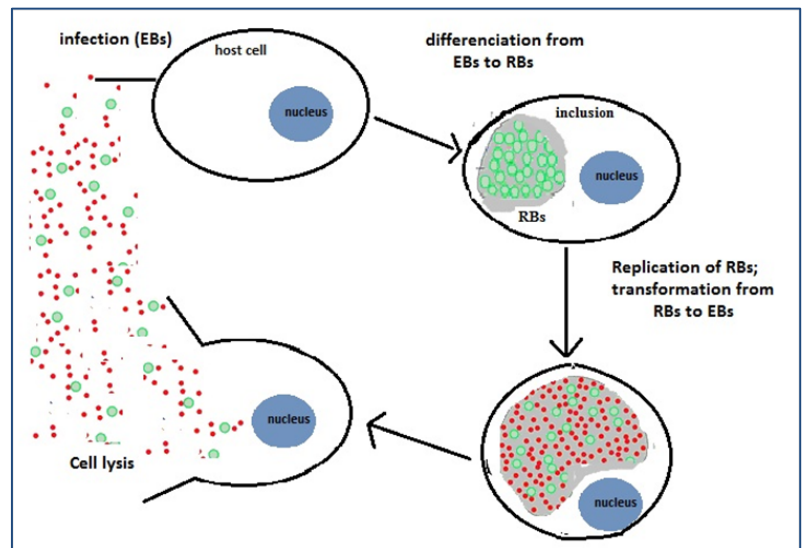 infection (EBs)
host cell
nucleus
differenciation from
EBs to RBs
inclusion
nucleus
RBs
Replication of RBs;
transformation from
RBs to EBs
nucleus
nucleus
Cell lysis